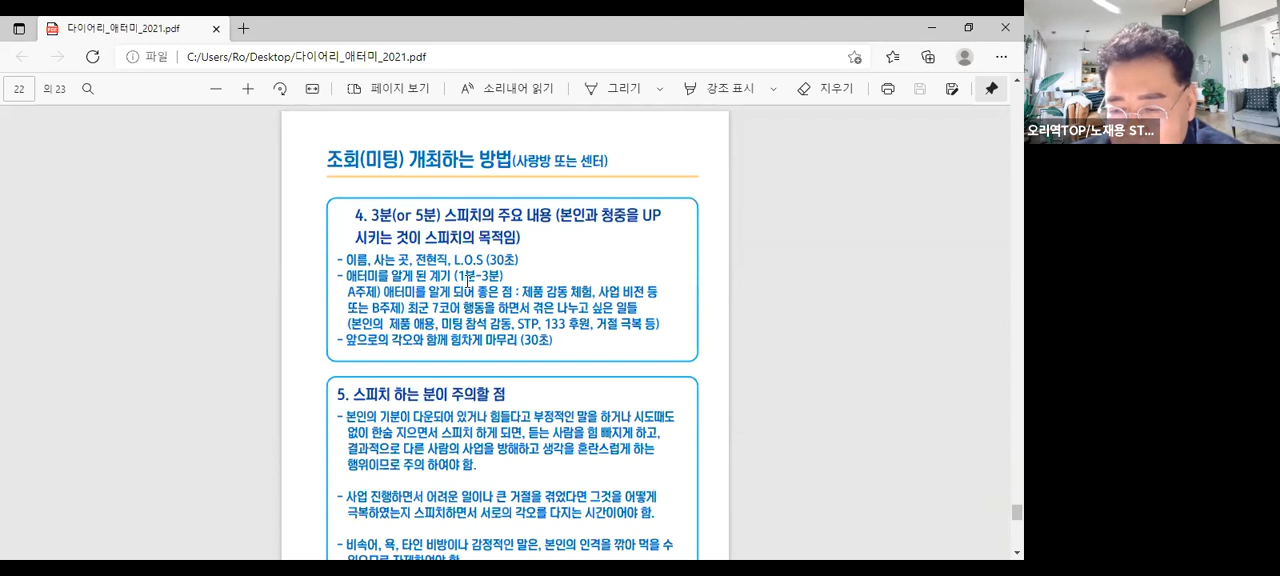 다이어리_애터미_2021.pdf
파일 C:/Users/Ro/Desktop/다이어리_애터미_2021.pdf
22 의 23 페이지 보기 소리내어 읽기 그리기 강조 표시 지우기
오리역TOP/노재용 ST...
조회(미팅) 개최하는 방법(사랑방 또는 센터)
4. 3분(or 5분) 스피치의 주요 내용 (본인과 청중을 UP
시키는 것이 스피치의 목적임)
- 이름, 사는 곳, 전현직, L.O.S (30초)
- 애터미를 알게 된 계기 (1분-3분)
A주제) 애터미를 알게 되어 좋은 점 : 제품 감동 체험, 사업 비전 등
또는 B주제) 최군 7코어 행동을 하면서 겪은 나누고 싶은 일들
(본인의 제품 애용, 미팅 참석 감동, STP, 133 후원, 거절 극복 등)
- 앞으로의 각오와 함께 힘차게 마무리 (30초)
5. 스피치 하는 분이 주의할 점
- 본인의 기분이 다운되어 있거나 힘들다고 부정적인 말을 하거나 시도때도
없이 한숨 지으면서 스피치 하게 되면, 듣는 사람을 힘 빠지게 하고,
결과적으로 다른 사람의 사업을 방해하고 생각을 혼란스럽게 하는
행위이므로 주의 하여야 함.
- 사업 진행하면서 어려운 일이나 큰 거절을 겪었다면 그것을 어떻게
극복하였는지 스피치하면서 서로의 각오를 다지는 시간이어야 함.
- 비속어, 욕, 타인 비방이나 감정적인 말은, 본인의 인격을 깎아 먹을 수